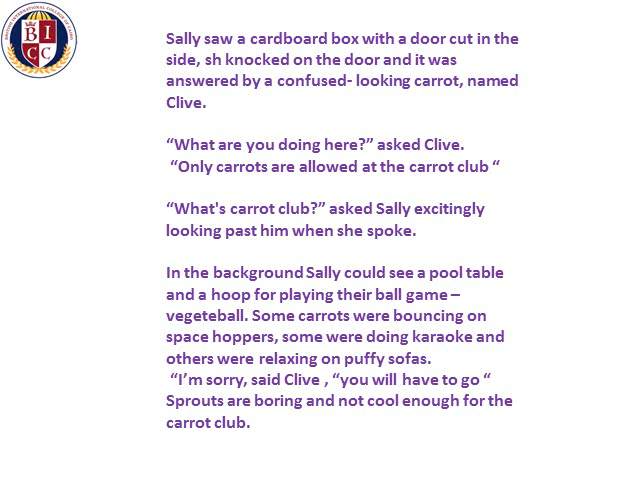 BRITISH INTERNATIONAL COLLEGE OF CAIRO
B I
C C
Sally saw a cardboard box with a door cut in the
side, sh knocked on the door and it was
answered by a confused- looking carrot, named
Clive.
“What are you doing here?” asked Clive.
“Only carrots are allowed at the carrot club “
“What's carrot club?” asked Sally excitingly
looking past him when she spoke.
In the background Sally could see a pool table
and a hoop for playing their ball game –
vegeteball. Some carrots were bouncing on
space hoppers, some were doing karaoke and
others were relaxing on puffy sofas.
“I’m sorry, said Clive , “you will have to go “
Sprouts are boring and not cool enough for the
carrot club.